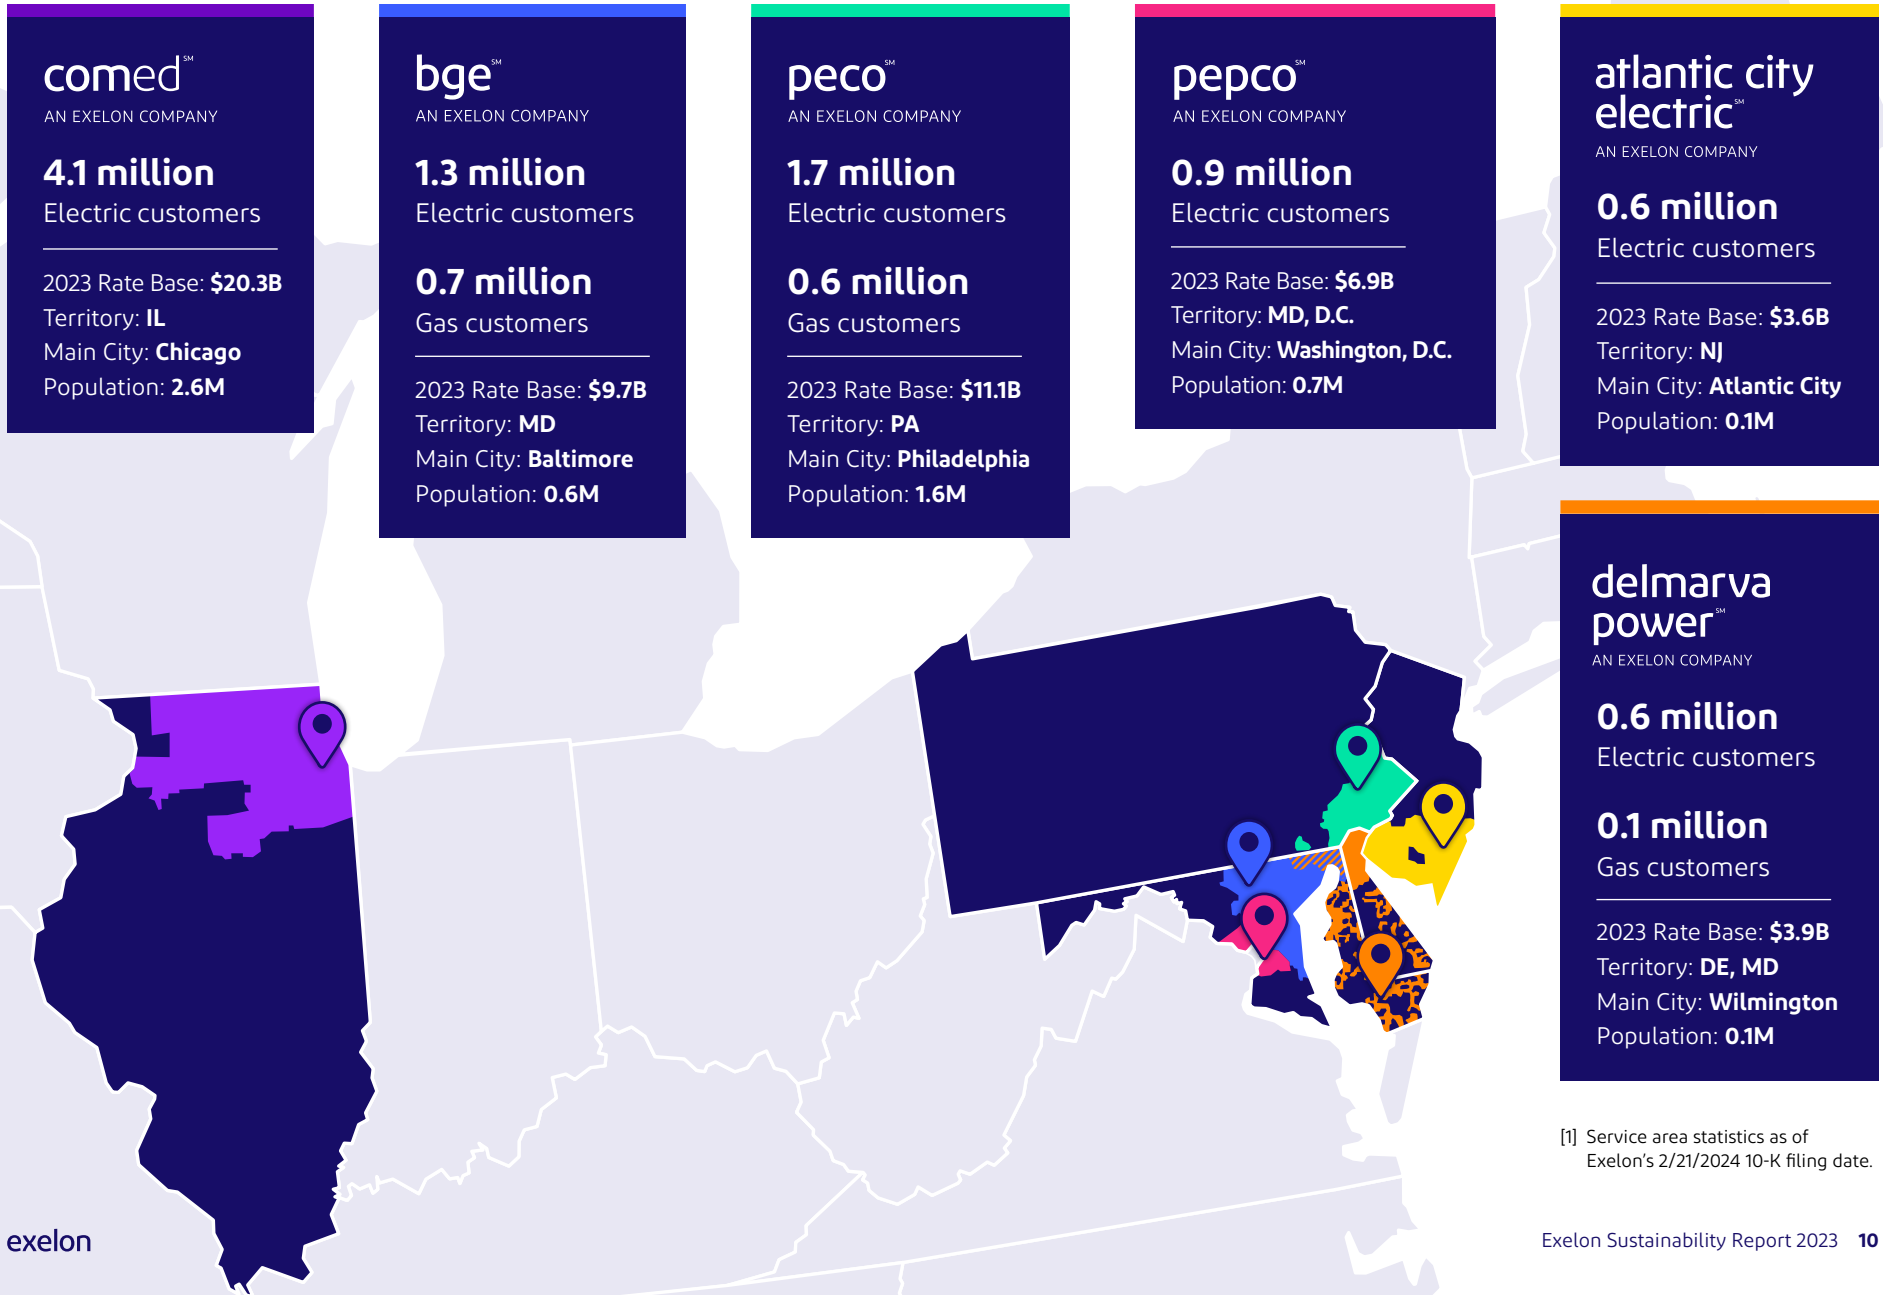 comed℠
AN EXELON COMPANY
4.1 million
Electric customers
2023 Rate Base: $20.3B
Territory: IL
Main City: Chicago
Population: 2.6M
bge℠
AN EXELON COMPANY
1.3 million
Electric customers
0.7 million
Gas customers
2023 Rate Base: $9.7B
Territory: MD
Main City: Baltimore
Population: 0.6M
peco℠
AN EXELON COMPANY
1.7 million
Electric customers
0.6 million
Gas customers
2023 Rate Base: $11.1B
Territory: PA
Main City: Philadelphia
Population: 1.6M
pepco℠
AN EXELON COMPANY
0.9 million
Electric customers
2023 Rate Base: $6.9B
Territory: MD, D.C.
Main City: Washington, D.C.
Population: 0.7M
atlantic city
electric℠
AN EXELON COMPANY
0.6 million
Electric customers
2023 Rate Base: $3.6B
Territory: NJ
Main City: Atlantic City
Population: 0.1M
delmarva
power℠
AN EXELON COMPANY
0.6 million
Electric customers
0.1 million
Gas customers
2023 Rate Base: $3.9B
Territory: DE, MD
Main City: Wilmington
Population: 0.1M
[1] Service area statistics as of
Exelon’s 2/21/2024 10-K filing date.
exelon
Exelon Sustainability Report 2023 10